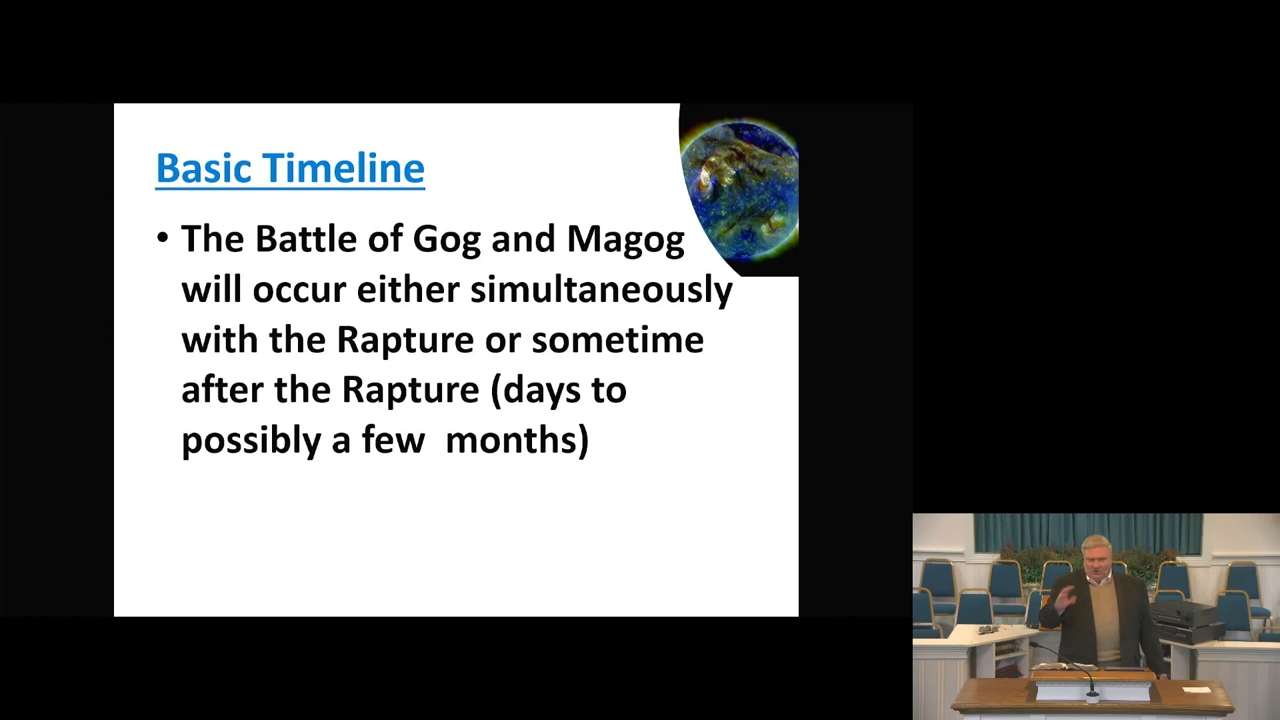 Basic Timeline
• The Battle of Gog and Magog
will occur either simultaneously
with the Rapture or sometime
after the Rapture (days to
possibly a few  months)